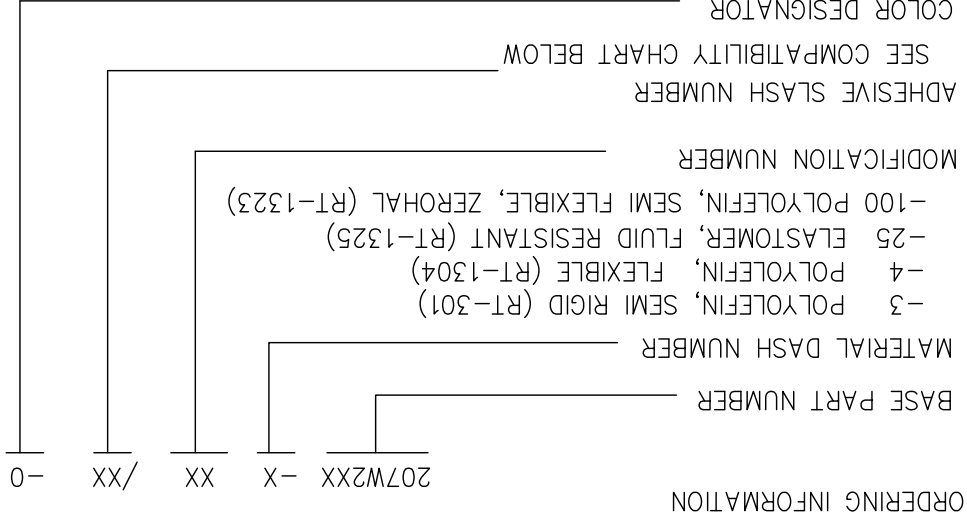 ORDERING INFORMATION
207W2XX -X XX /XX -0
BASE PART NUMBER
MATERIAL DASH NUMBER
-3 POLYOLEFIN, SEMI RIGID (RT-301)
-4 POLYOLEFIN, FLEXIBLE (RT-1304)
-25 ELASTOMER, FLUID RESISTANT (RT-1325)
-100 POLYOLEFIN, SEMI FLEXIBLE, ZEROHAL (RT-1323)
MODIFICATION NUMBER
ADHESIVE SLASH NUMBER
SEE COMPATIBILITY CHART BELOW
COLOR DESIGNATOR